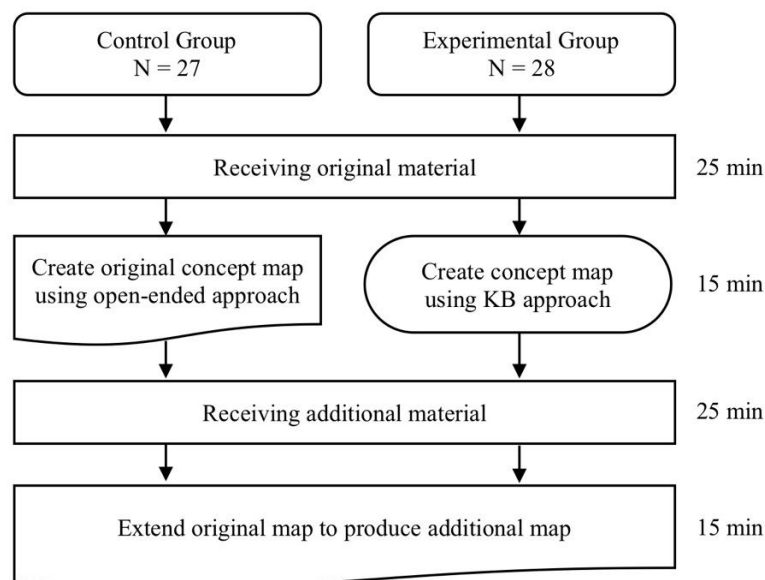 Control Group
N = 27
Experimental Group
N = 28
Receiving original material
25 min
Create original concept map
using open-ended approach
Create concept map
using KB approach
15 min
Receiving additional material
25 min
Extend original map to produce additional map
15 min